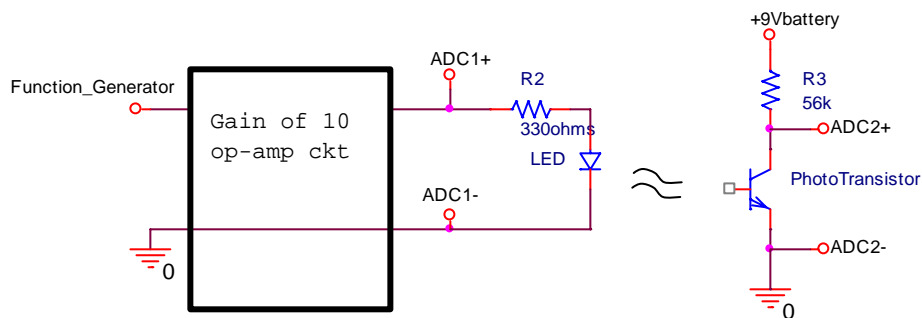 +9Vbattery
ADC1+
R2
Function_Generator
R3
56k
Gain of 10
op-amp ckt
330ohms
ADC2+
LED
PhotoTransistor
ADC1-
ADC2-
0
0